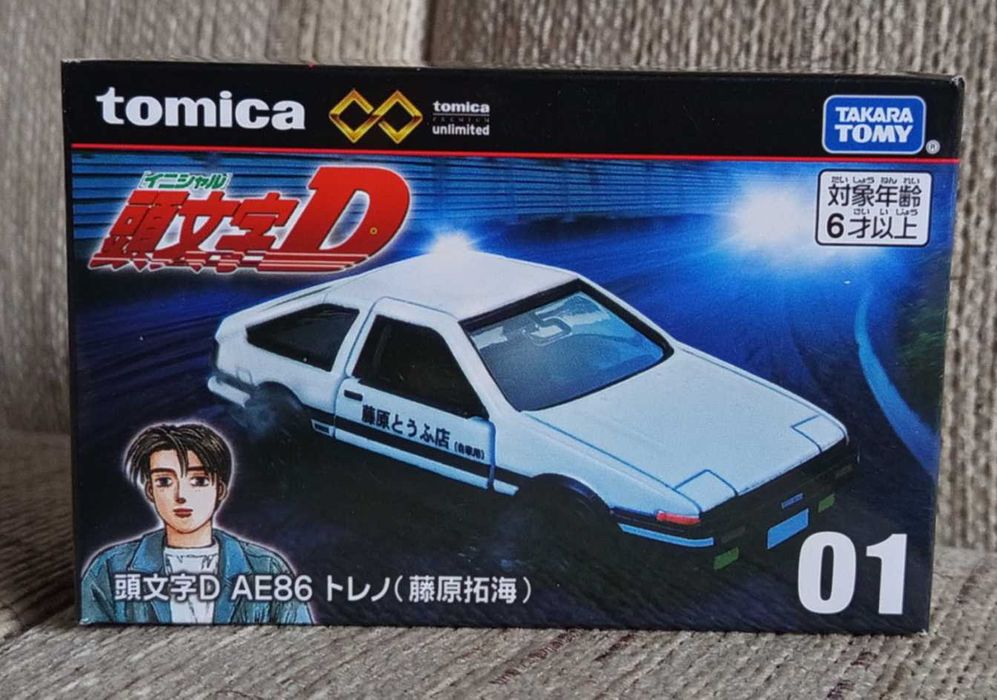 tomica
tomica
PREMIUM
unlimited
TAKARA
TOMY
®
イニシャル
頭文字D
たいしょうねんれい
対象年齢
さいいじょう
6才以上
藤原とうふ店
(自家用)
頭文字D AE86 トレノ(藤原拓海)
01